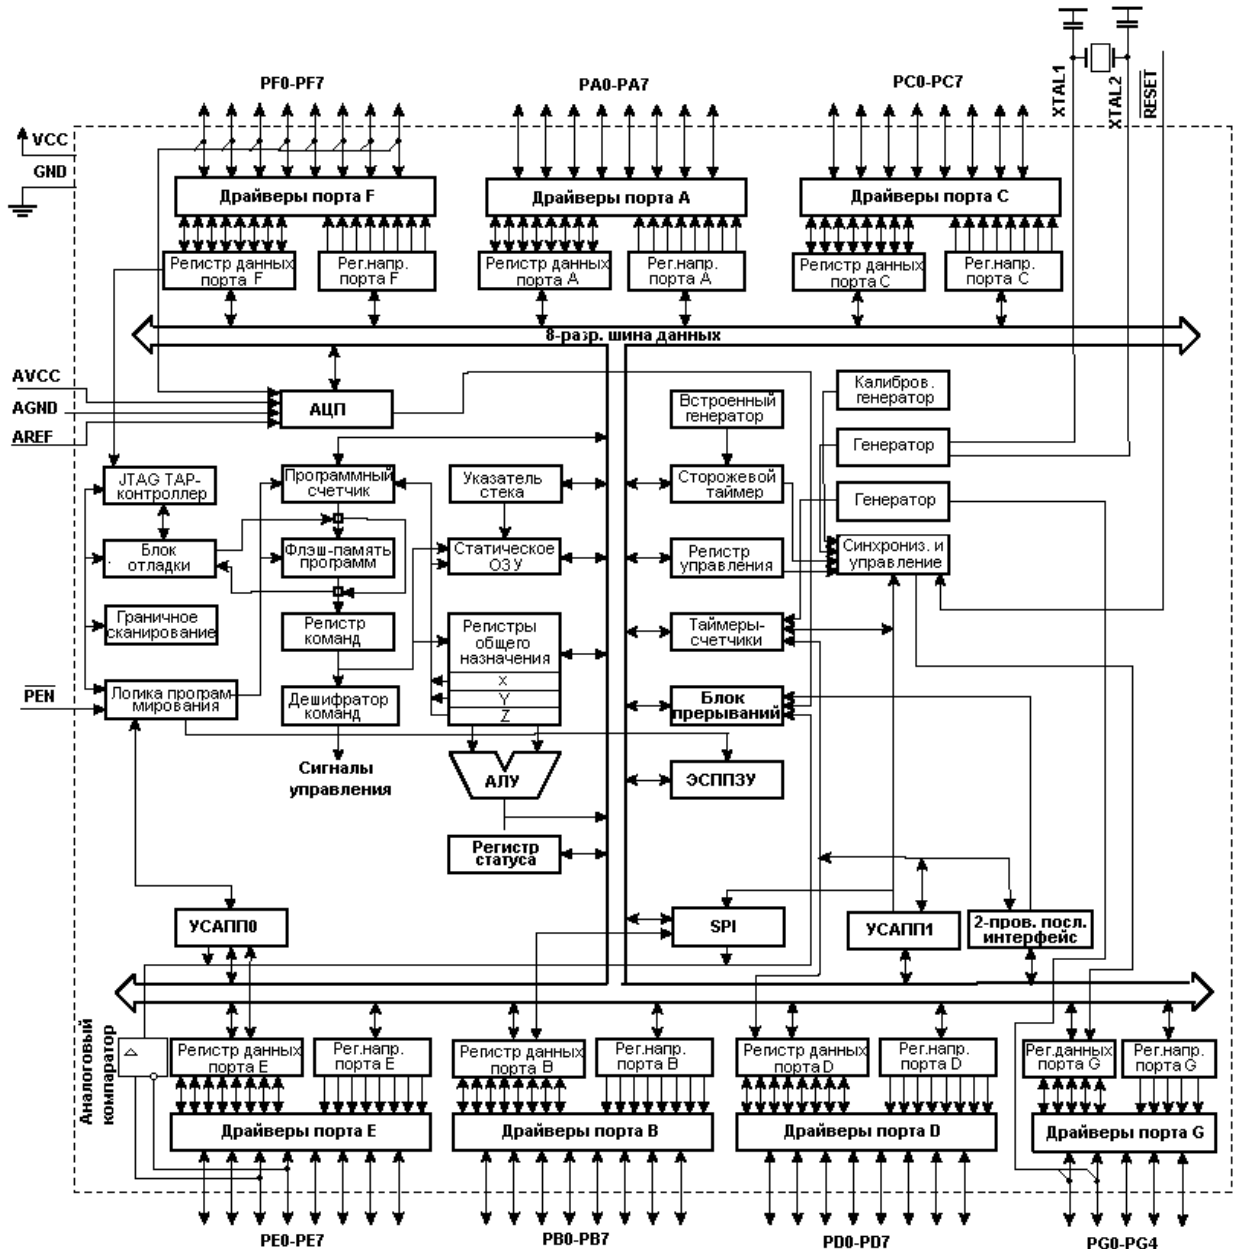 XTAL1
XTAL2
RESET
PF0-PF7
PA0-PA7
PC0-PC7
VCC
GND
Драйверы порта F
Драйверы порта A
Драйверы порта C
Регистр данных
порта F
Рег.напр.
порта F
Регистр данных
порта A
Рег.напр.
порта A
Регистр данных
порта C
Рег.напр.
порта C
8-разр. шина данных
AVCC
AGND
AREF
АЦП
Встроенный
генератор
Калибров.
генератор
Генератор
JTAG TAP-
контроллер
Программный
счетчик
Указатель
стека
Сторожевой
таймер
Генератор
Блок
отладки
Флэш-память
программ
Статическое
ОЗУ
Регистр
управления
Синхрониз. и
управление
Граничное
сканирование
Регистр
команд
Регистры
общего
назначения
X
Y
Z
Таймеры-
счетчики
PEN
Логика програм
мирования
Дешифратор
команд
Блок
прерываний
Сигналы
управления
АЛУ
ЭСППЗУ
Регистр
статуса
УСАПП0
SPI
УСАПП1
2-пров. посл.
интерфейс
Аналоговый
компаратор
Регистр данных
порта E
Рег.напр.
порта E
Регистр данных
порта B
Рег.напр.
порта B
Регистр данных
порта D
Рег.напр.
порта D
Рег.данных
порта G
Рег.напр.
порта G
Драйверы порта E
Драйверы порта B
Драйверы порта D
Драйверы порта G
PE0-PE7
PB0-PB7
PD0-PD7
PG0-PG4